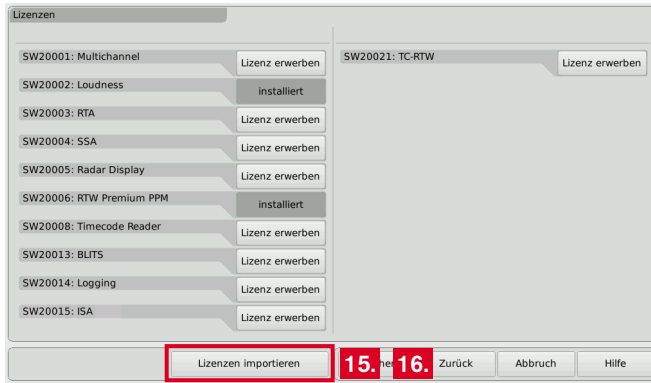 Lizenzen
SW20001: Multichannel
Lizenz erwerben
SW20002: Loudness
installiert
SW20003: RTA
Lizenz erwerben
SW20004: SSA
Lizenz erwerben
SW20005: Radar Display
Lizenz erwerben
SW20006: RTW Premium PPM
installiert
SW20008: Timecode Reader
Lizenz erwerben
SW20013: BLITS
Lizenz erwerben
SW20014: Logging
Lizenz erwerben
SW20015: ISA
Lizenz erwerben
SW20021: TC-RTW
Lizenz erwerben
Lizenzen importieren
15.
16.
Zurück
Abbruch
Hilfe